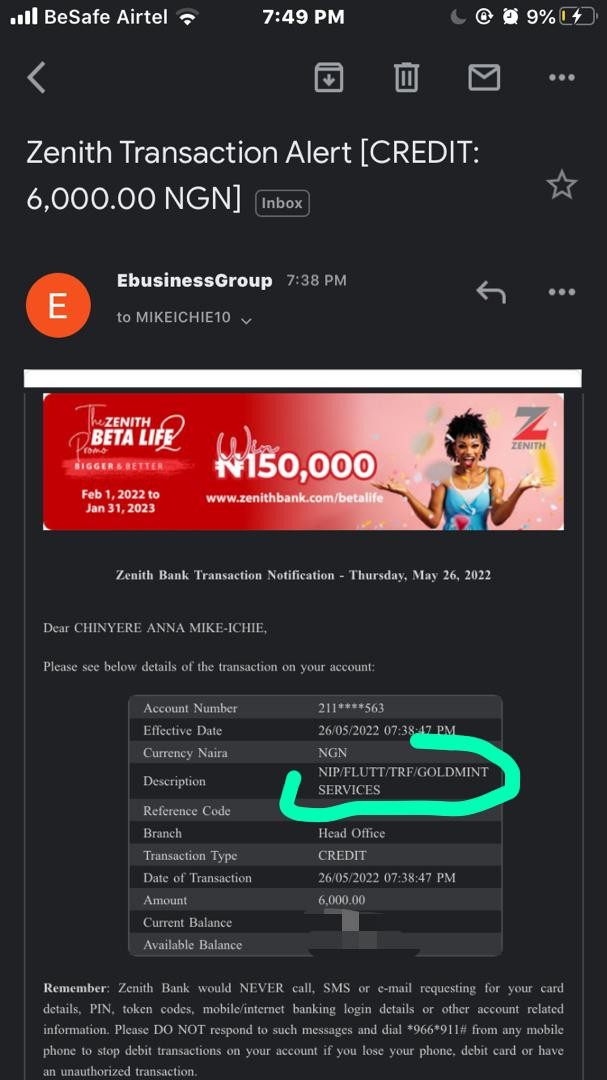 BeSafe Airtel 7:49 PM 9%
Zenith Transaction Alert [CREDIT:
6,000.00 NGN] Inbox
E
EbusinessGroup 7:38 PM
to MIKEICHIE10
The ZENITH
BETA LIFE 2
Promo
BIGGER & BETTER
Feb 1, 2022 to
Jan 31, 2023
Win
₦150,000
www.zenithbank.com/betalife
ZENITH
Zenith Bank Transaction Notification - Thursday, May 26, 2022
Dear CHINYERE ANNA MIKE-ICHIE,
Please see below details of the transaction on your account:
Account Number 211****563
Effective Date 26/05/2022 07:38:47 PM
Currency Naira NGN
Description NIP/FLUTT/TRF/GOLDMINT
SERVICES
Reference Code
Branch Head Office
Transaction Type CREDIT
Date of Transaction 26/05/2022 07:38:47 PM
Amount 6,000.00
Current Balance
Available Balance
Remember: Zenith Bank would NEVER call, SMS or e-mail requesting for your card
details, PIN, token codes, mobile/internet banking login details or other account related
information. Please DO NOT respond to such messages and dial *966*911# from any mobile
phone to stop debit transactions on your account if you lose your phone, debit card or have
an unauthorized transaction.